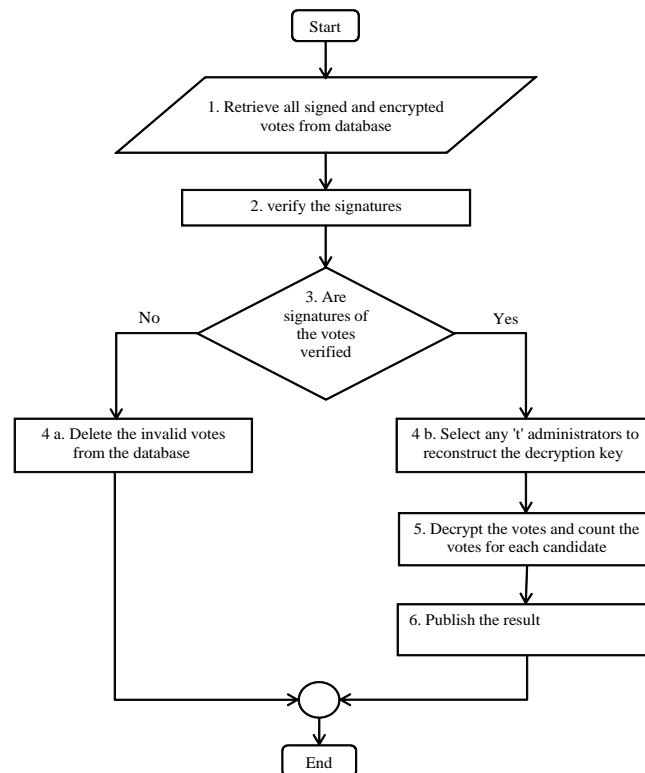 Start
1. Retrieve all signed and encrypted
votes from database
2. verify the signatures
3. Are
signatures of
the votes
verified
No
Yes
4 a. Delete the invalid votes
from the database
4 b. Select any 't' administrators to
reconstruct the decryption key
5. Decrypt the votes and count the
votes for each candidate
6. Publish the result
End